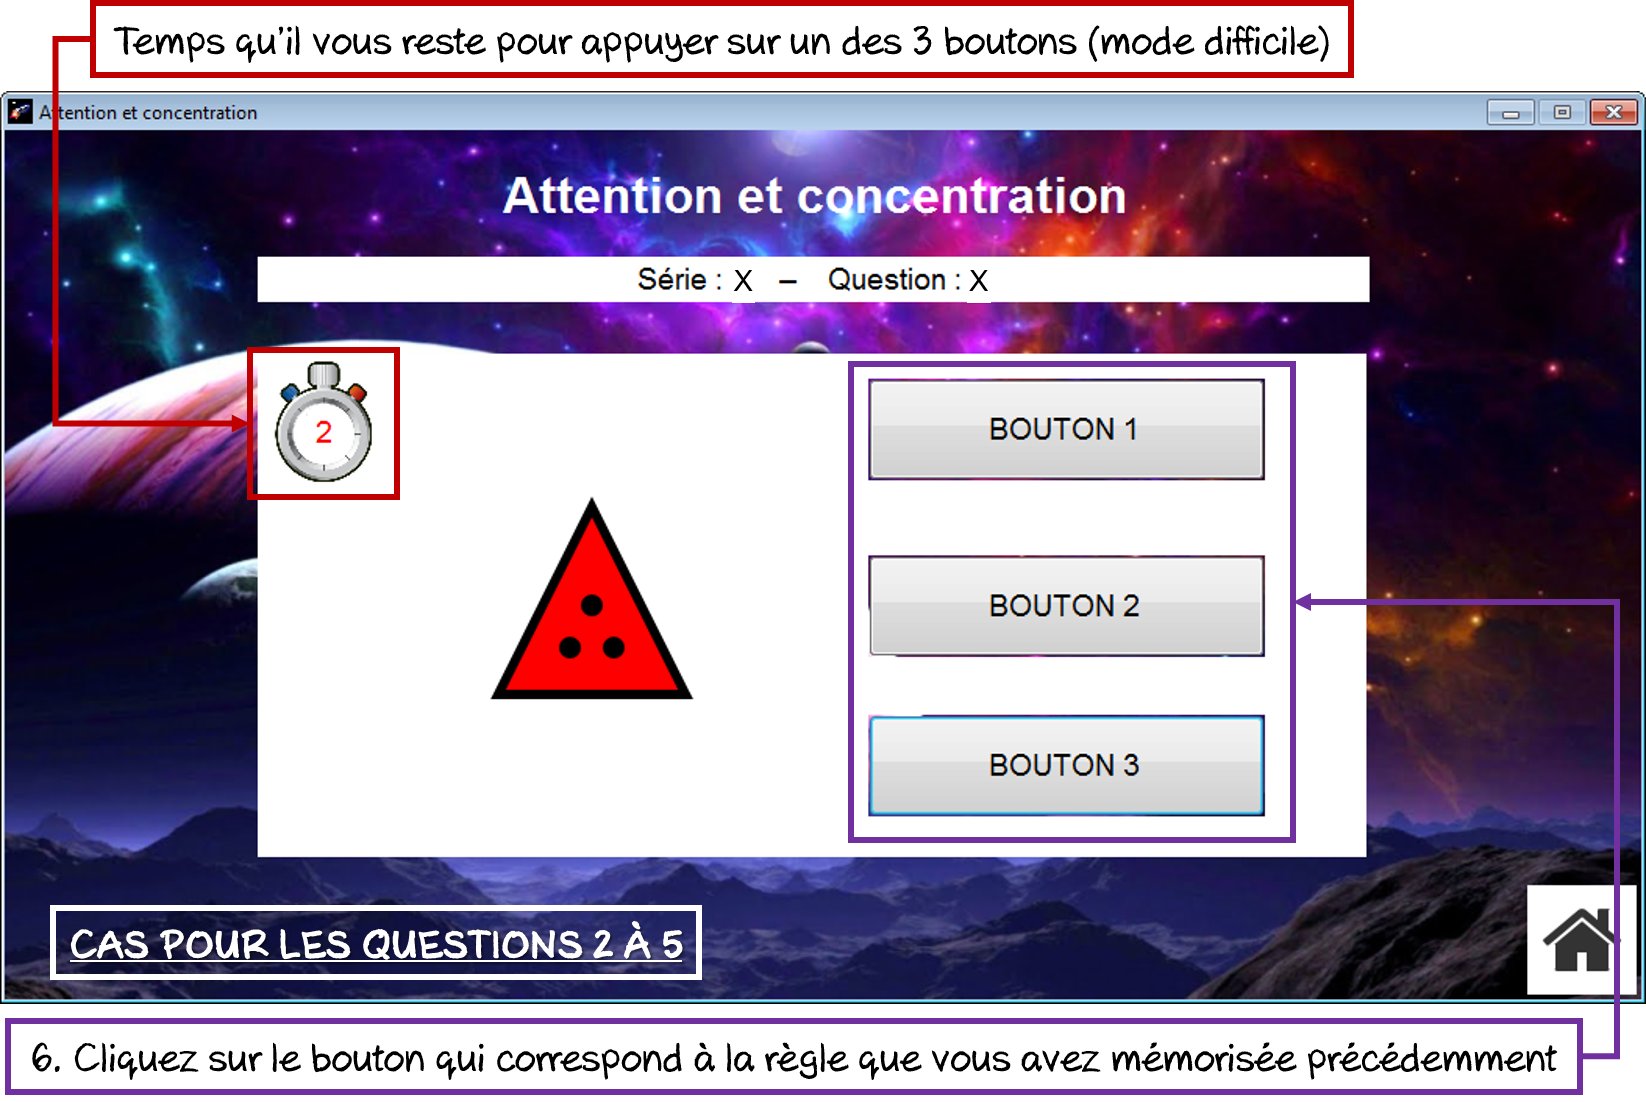 Temps qu'il vous reste pour appuyer sur un des 3 boutons (mode difficile)
Attention et concentration
Attention et concentration
Série : X – Question : X
2
BOUTON 1
BOUTON 2
BOUTON 3
CAS POUR LES QUESTIONS 2 À 5
6. Cliquez sur le bouton qui correspond à la règle que vous avez mémorisée précédemment